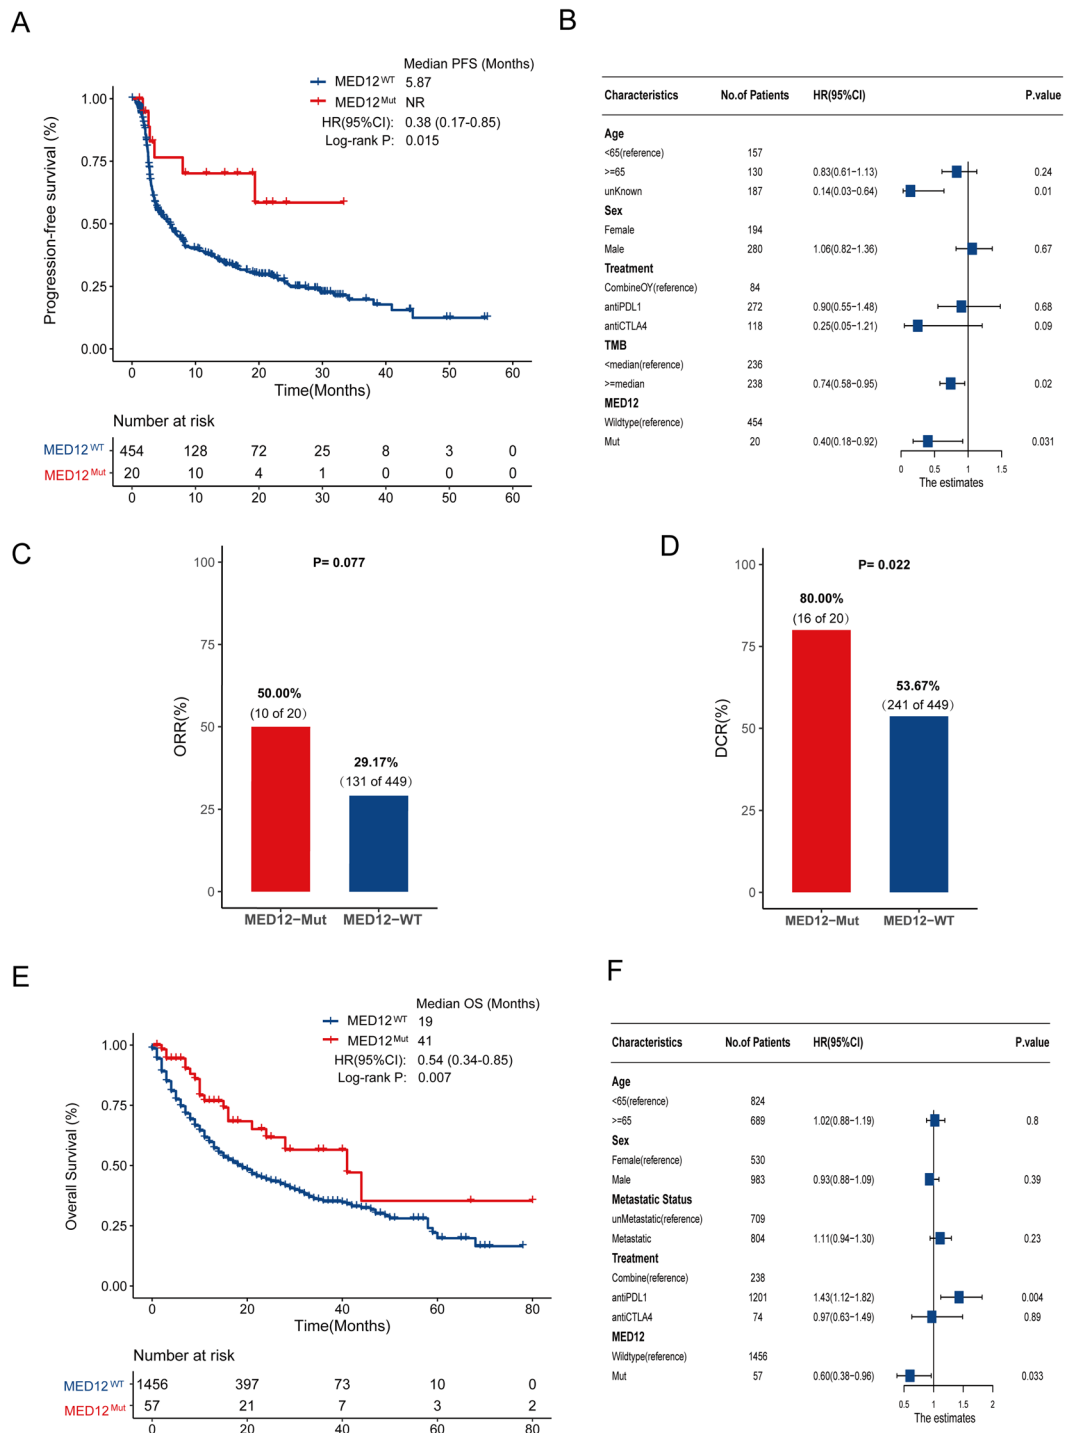 A
Median PFS (Months)
MED12WT 5.87
MED12Mut NR
HR(95%CI): 0.38 (0.17-0.85)
Log-rank P: 0.015
Progression-free survival (%)
1.00
0.75
0.50
0.25
0.00
0 10 20 30 40 50 60
Time(Months)
Number at risk
MED12WT 454 128 72 25 8 3 0
MED12Mut 20 10 4 1 0 0 0
0 10 20 30 40 50 60
B
Characteristics No.of Patients HR(95%CI) P.value
Age
<65(reference) 157
>=65 130 0.83(0.61−1.13) 0.24
unKnown 187 0.14(0.03−0.64) 0.01
Sex
Female 194
Male 280 1.06(0.82−1.36) 0.67
Treatment
CombineOY(reference) 84
antiPDL1 272 0.90(0.55−1.48) 0.68
antiCTLA4 118 0.25(0.05−1.21) 0.09
TMB
<median(reference) 236
>=median 238 0.74(0.58−0.95) 0.02
MED12
Wildtype(reference) 454
Mut 20 0.40(0.18−0.92) 0.031
0 0.5 1 1.5
The estimates
C
P= 0.077
ORR(%)
100
75
50
25
0
50.00%
(10 of 20)
29.17%
(131 of 449)
MED12−Mut MED12−WT
D
P= 0.022
DCR(%)
100
75
50
25
0
80.00%
(16 of 20)
53.67%
(241 of 449)
MED12−Mut MED12−WT
E
Median OS (Months)
MED12WT 19
MED12Mut 41
HR(95%CI): 0.54 (0.34-0.85)
Log-rank P: 0.007
Overall Survival (%)
1.00
0.75
0.50
0.25
0.00
0 20 40 60 80
Time(Months)
Number at risk
MED12WT 1456 397 73 10 0
MED12Mut 57 21 7 3 2
0 20 40 60 80
F
Characteristics No.of Patients HR(95%CI) P.value
Age
<65(reference) 824
>=65 689 1.02(0.88−1.19) 0.8
Sex
Female(reference) 530
Male 983 0.93(0.88−1.09) 0.39
Metastatic Status
unMetastatic(reference) 709
Metastatic 804 1.11(0.94−1.30) 0.23
Treatment
Combine(reference) 238
antiPDL1 1201 1.43(1.12−1.82) 0.004
antiCTLA4 74 0.97(0.63−1.49) 0.89
MED12
Wildtype(reference) 1456
Mut 57 0.60(0.38−0.96) 0.033
0.5 1 1.5 2
The estimates